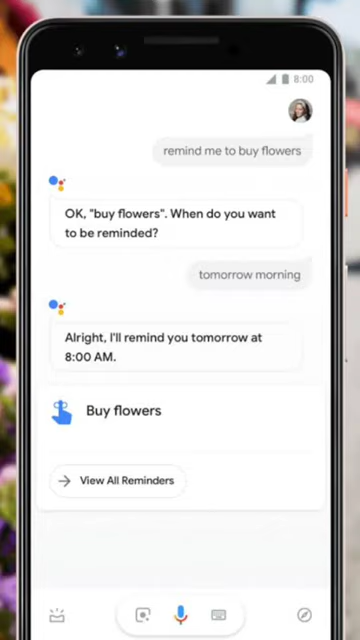 8:00
remind me to buy flowers
OK, "buy flowers". When do you want
to be reminded?
tomorrow morning
Alright, I'll remind you tomorrow at
8:00 AM.
Buy flowers
View All Reminders